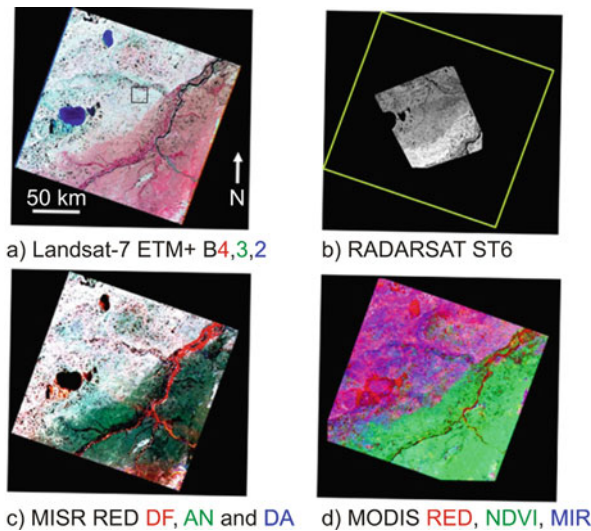 50 km
N
a) Landsat-7 ETM+ B4,3,2
b) RADARSAT ST6
c) MISR RED DF, AN and DA
d) MODIS RED, NDVI, MIR